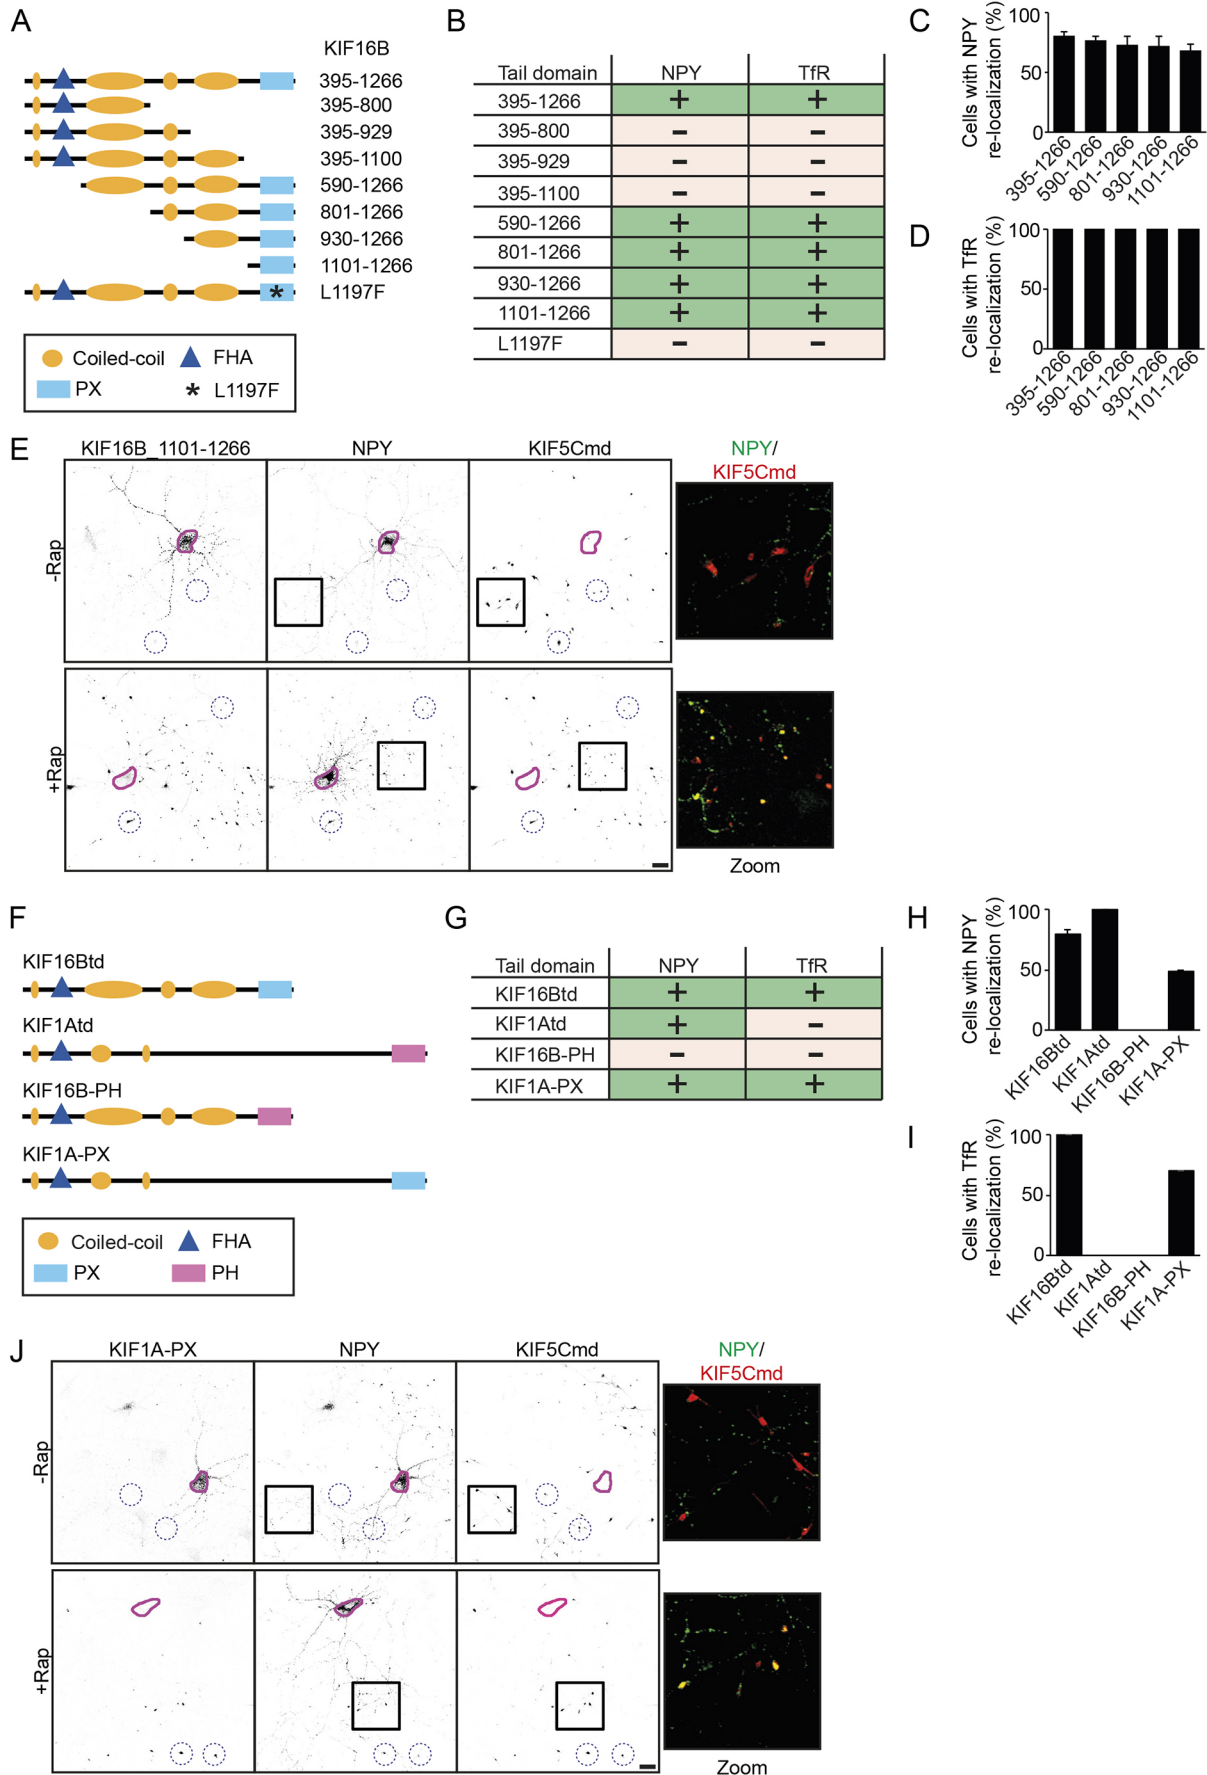 A
KIF16B
395-1266
395-800
395-929
395-1100
590-1266
801-1266
930-1266
1101-1266
* L1197F
Coiled-coil FHA
PX * L1197F
B
Tail domain NPY TfR
395-1266 + +
395-800 - -
395-929 - -
395-1100 - -
590-1266 + +
801-1266 + +
930-1266 + +
1101-1266 + +
L1197F - -
C
Cells with NPY
re-localization (%)
100
50
0
395-1266
590-1266
801-1266
930-1266
1101-1266
D
Cells with TfR
re-localization (%)
100
50
0
395-1266
590-1266
801-1266
930-1266
1101-1266
E
KIF16B_1101-1266 NPY KIF5Cmd NPY/
KIF5Cmd
-Rap
+Rap
Zoom
F
KIF16Btd
KIF1Atd
KIF16B-PH
KIF1A-PX
Coiled-coil FHA
PX PH
G
Tail domain NPY TfR
KIF16Btd + +
KIF1Atd + -
KIF16B-PH - -
KIF1A-PX + +
H
Cells with NPY
re-localization (%)
100
50
0
KIF16Btd
KIF1Atd
KIF16B-PH
KIF1A-PX
I
Cells with TfR
re-localization (%)
100
50
0
KIF16Btd
KIF1Atd
KIF16B-PH
KIF1A-PX
J
KIF1A-PX NPY KIF5Cmd NPY/
KIF5Cmd
-Rap
+Rap
Zoom